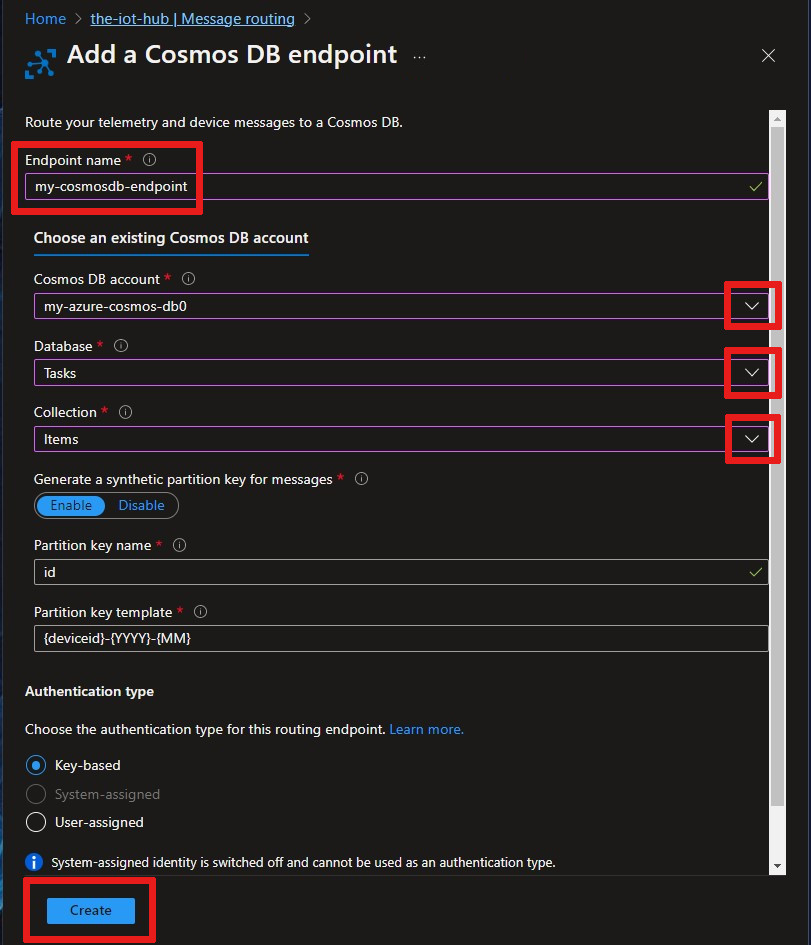 Home > the-iot-hub | Message routing >
Add a Cosmos DB endpoint ...
Route your telemetry and device messages to a Cosmos DB.
Endpoint name *
my-cosmosdb-endpoint
Choose an existing Cosmos DB account
Cosmos DB account *
my-azure-cosmos-db0
Database *
Tasks
Collection *
Items
Generate a synthetic partition key for messages *
Enable Disable
Partition key name *
id
Partition key template *
{deviceid}-{YYYY}-{MM}
Authentication type
Choose the authentication type for this routing endpoint. Learn more.
Key-based
System-assigned
User-assigned
System-assigned identity is switched off and cannot be used as an authentication type.
Create